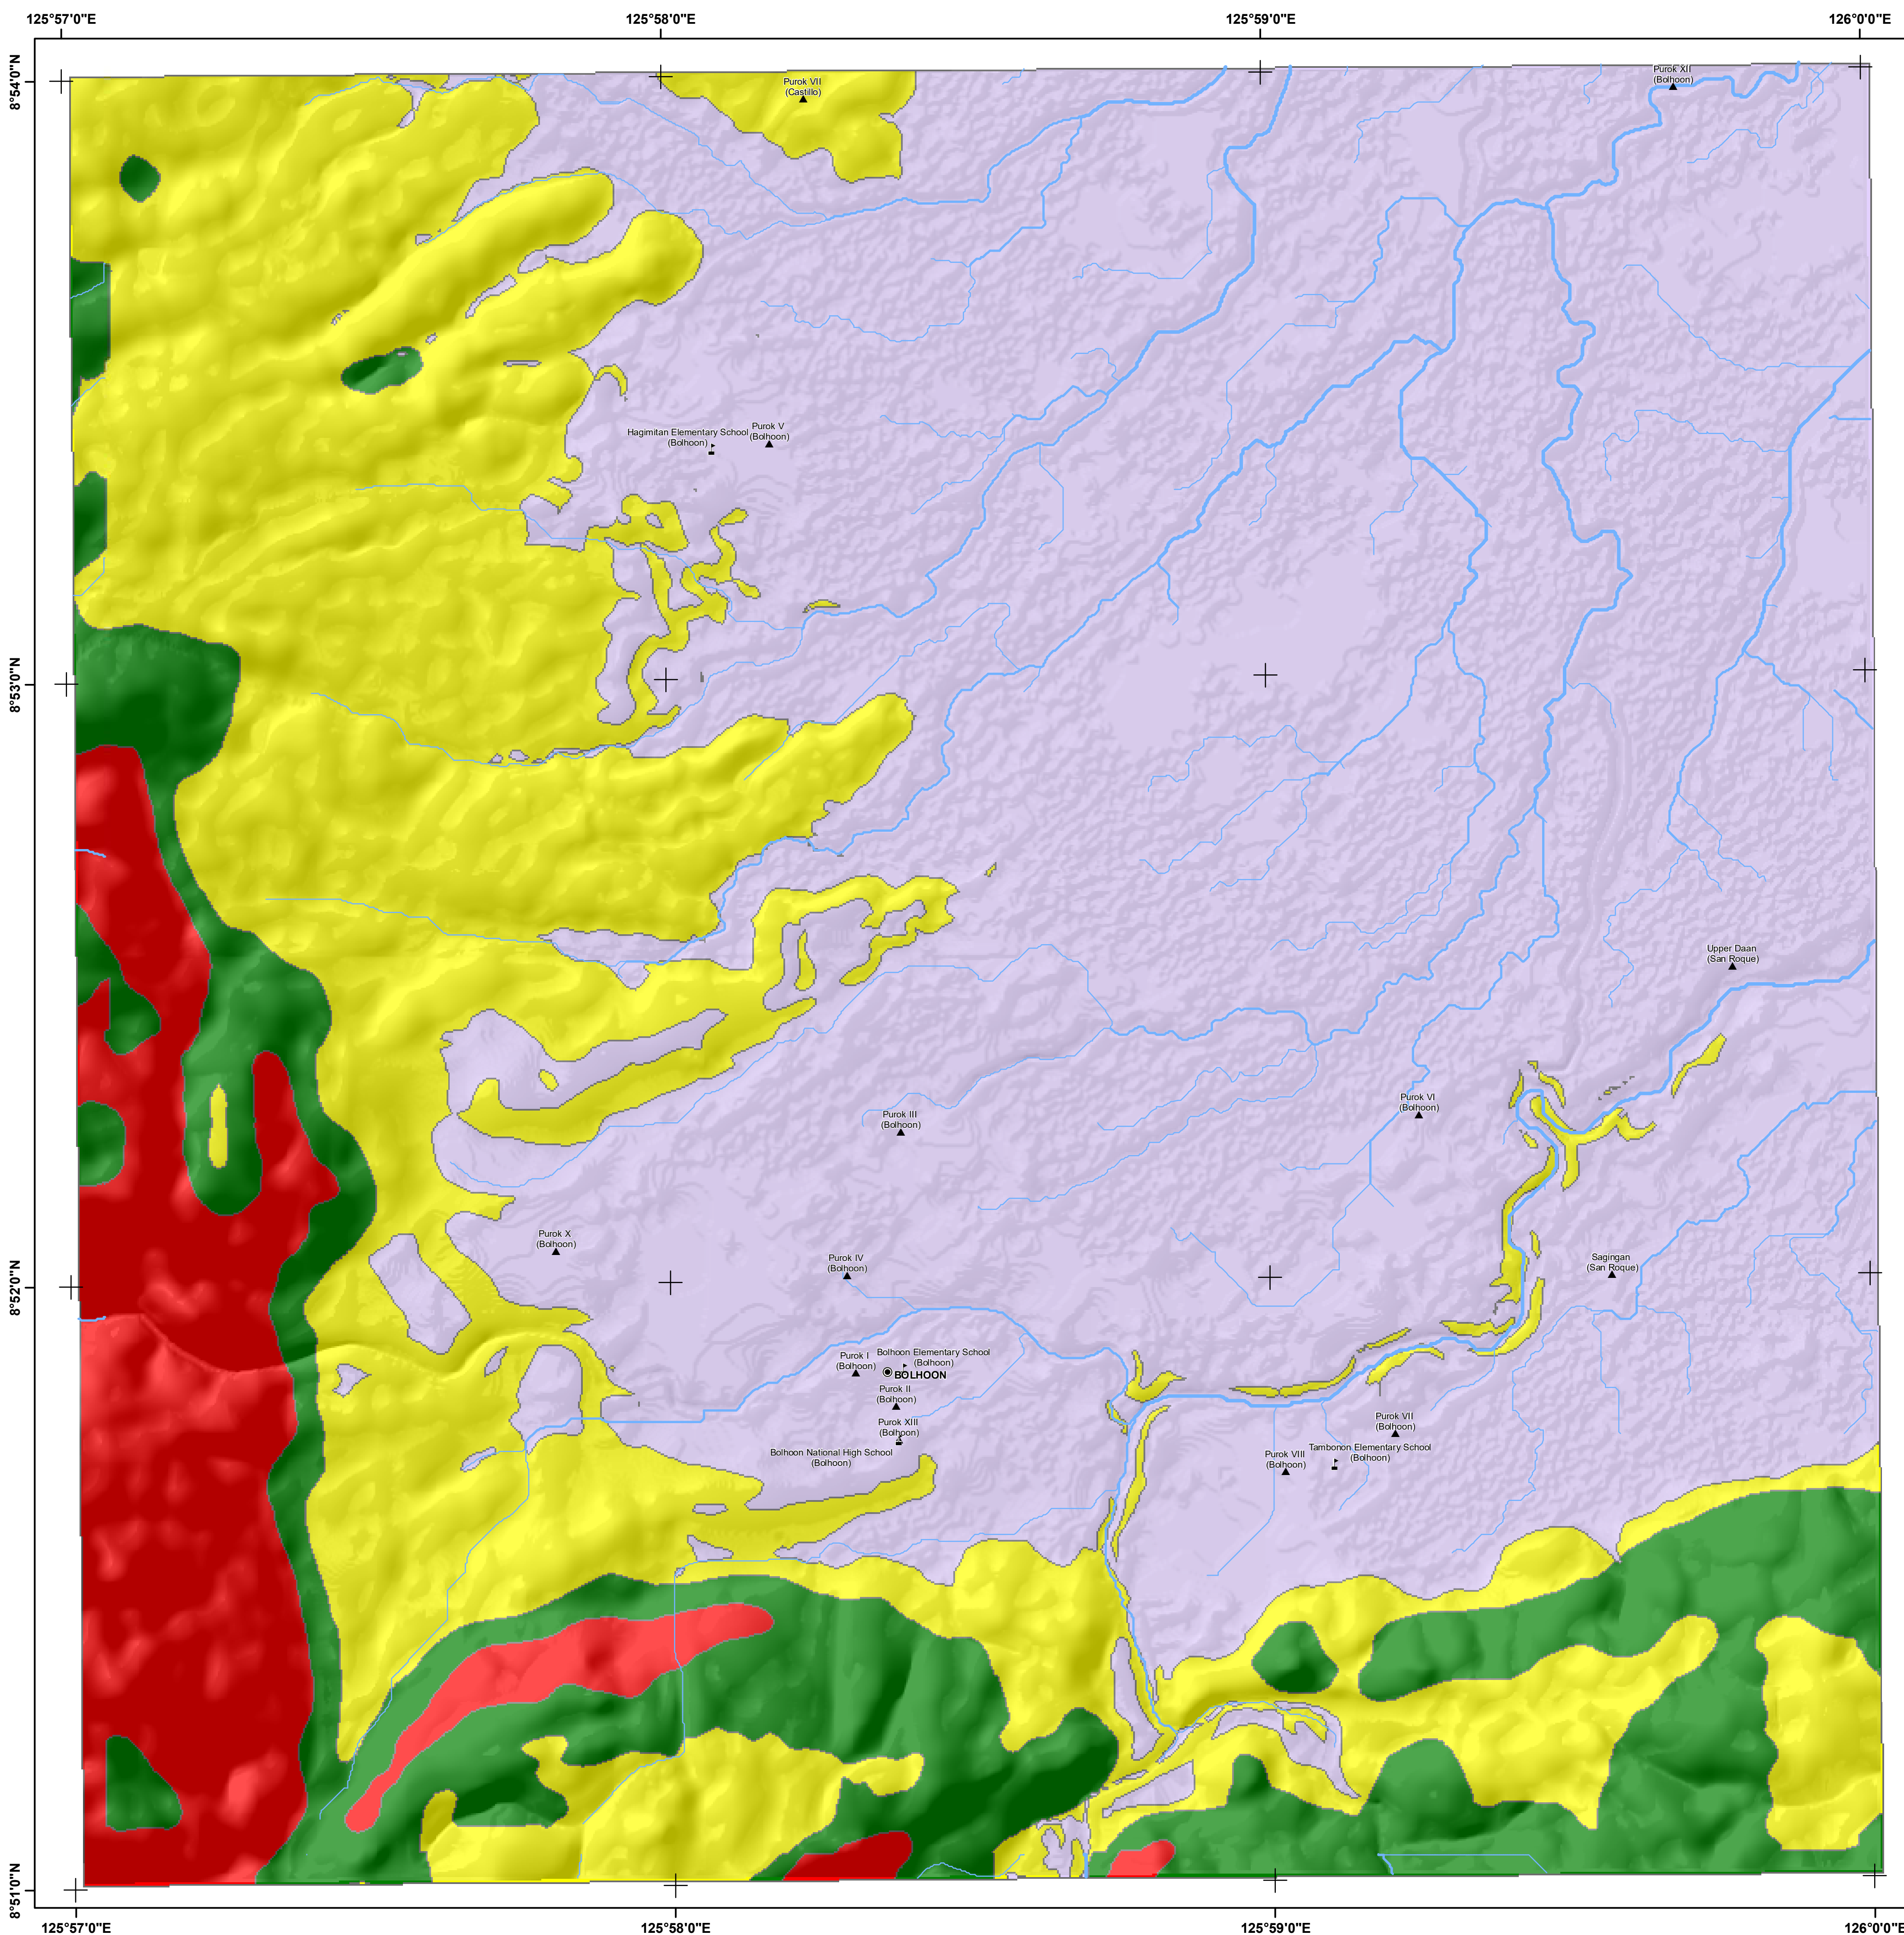 125°57'0"E
125°58'0"E
125°59'0"E
126°0'0"E
8°54'0"N
Purok VII
(Castillo)
Purok XII
(Bolhoon)
Hagimitan Elementary School
(Bolhoon)
Purok V
(Bolhoon)
8°53'0"N
Upper Daan
(San Roque)
Purok III
(Bolhoon)
Purok VI
(Bolhoon)
Purok X
(Bolhoon)
Purok IV
(Bolhoon)
Sagingan
(San Roque)
8°52'0"N
Purok I
(Bolhoon)
Bolhoon Elementary School
(Bolhoon)
BOLHOON
Purok II
(Bolhoon)
Purok XIII
(Bolhoon)
Bolhoon National High School
(Bolhoon)
Purok VII
(Bolhoon)
Purok VIII
(Bolhoon)
Tambonon Elementary School
(Bolhoon)
8°51'0"N
125°57'0"E
125°58'0"E
125°59'0"E
126°0'0"E